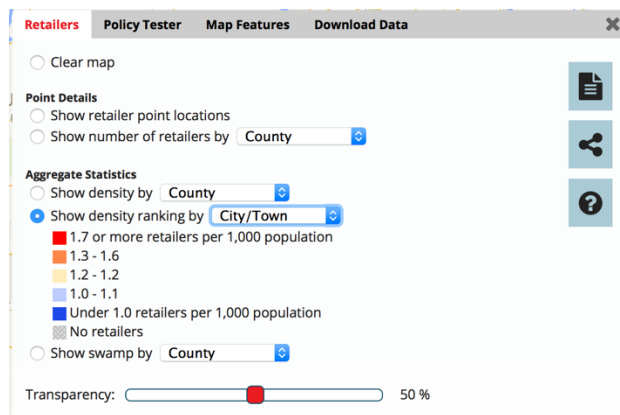 Retailers Policy Tester Map Features Download Data
Clear map
Point Details
Show retailer point locations
Show number of retailers by County
Aggregate Statistics
Show density by County
Show density ranking by City/Town
1.7 or more retailers per 1,000 population
1.3 - 1.6
1.2 - 1.2
1.0 - 1.1
Under 1.0 retailers per 1,000 population
No retailers
Show swamp by County
Transparency: 50 %